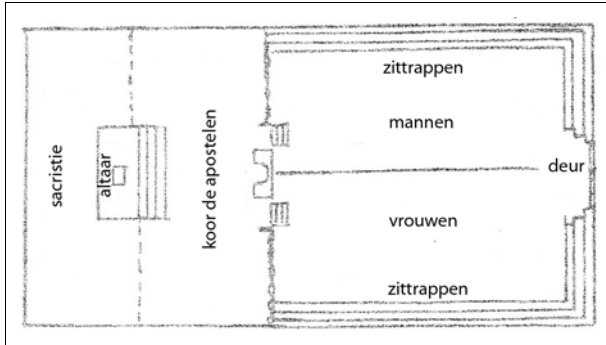 sacristie
altaar
koor de apostelen
zittrappen
mannen
deur
vrouwen
zittrappen